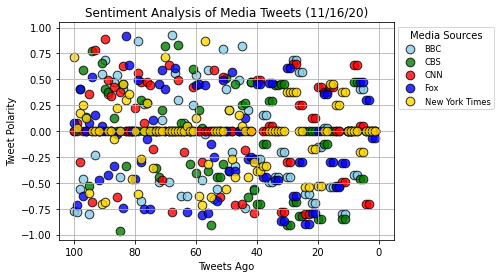 Sentiment Analysis of Media Tweets (11/16/20)
Media Sources
BBC
CBS
CNN
Fox
New York Times
Tweet Polarity
1.00
0.75
0.50
0.25
0.00
−0.25
−0.50
−0.75
−1.00
100
80
60
40
20
0
Tweets Ago